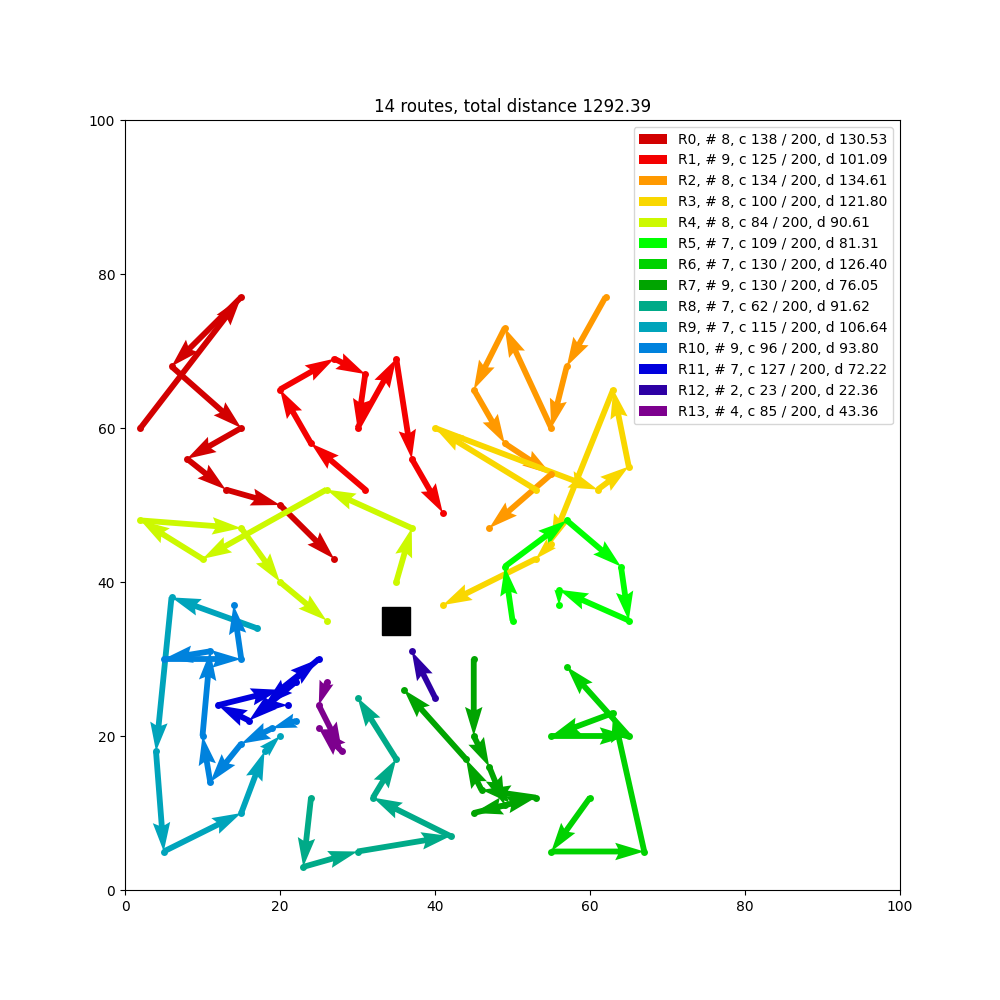 14 routes, total distance 1292.39
R0, # 8, c 138 / 200, d 130.53
R1, # 9, c 125 / 200, d 101.09
R2, # 8, c 134 / 200, d 134.61
R3, # 8, c 100 / 200, d 121.80
R4, # 8, c 84 / 200, d 90.61
R5, # 7, c 109 / 200, d 81.31
R6, # 7, c 130 / 200, d 126.40
R7, # 9, c 130 / 200, d 76.05
R8, # 7, c 62 / 200, d 91.62
R9, # 7, c 115 / 200, d 106.64
R10, # 9, c 96 / 200, d 93.80
R11, # 7, c 127 / 200, d 72.22
R12, # 2, c 23 / 200, d 22.36
R13, # 4, c 85 / 200, d 43.36
100
80
60
40
20
0
0 20 40 60 80 100